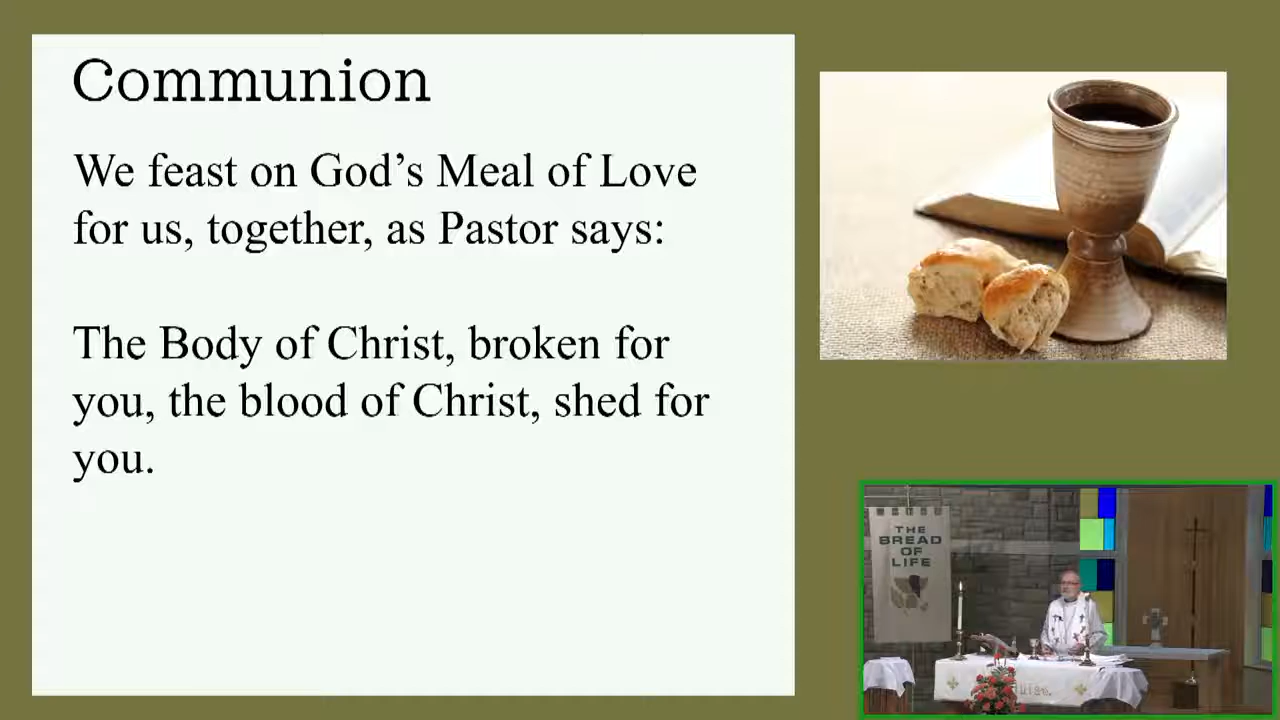 Communion
We feast on God’s Meal of Love
for us, together, as Pastor says:
The Body of Christ, broken for
you, the blood of Christ, shed for
you.
THE
BREAD
OF
LIFE